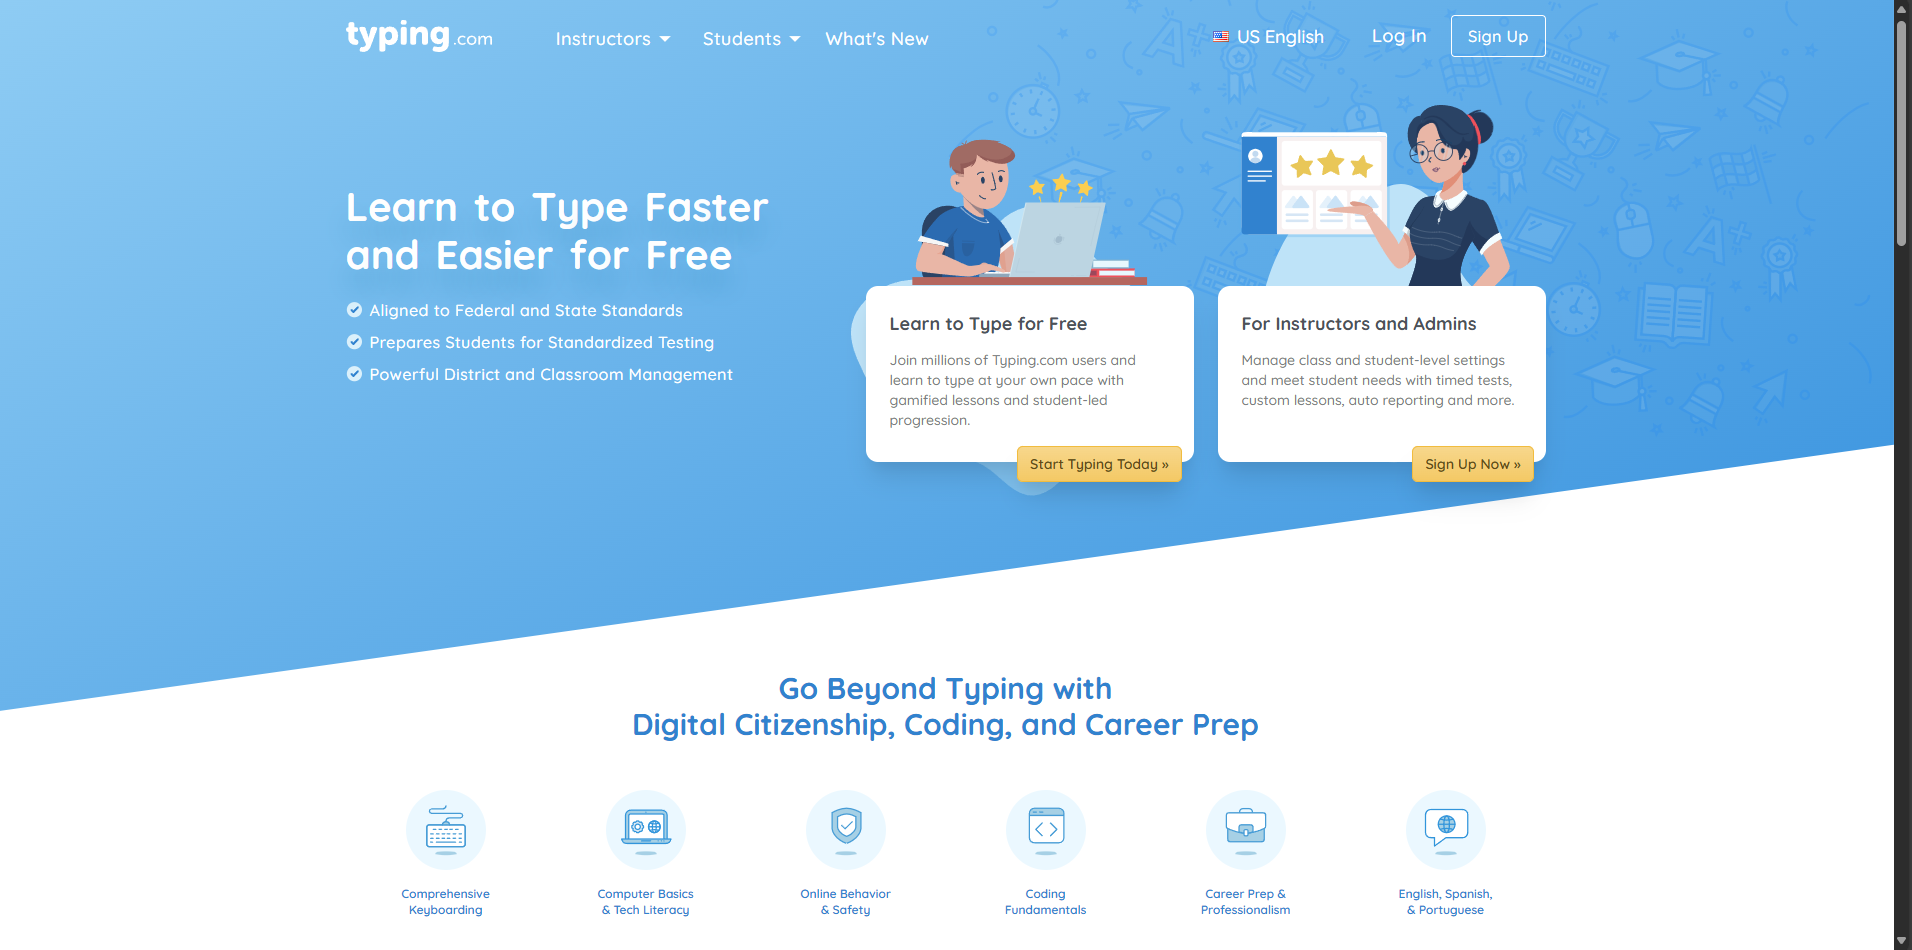 typing.com
Instructors
Students
What's New
US English
Log In
Sign Up
Learn to Type Faster
and Easier for Free
Aligned to Federal and State Standards
Prepares Students for Standardized Testing
Powerful District and Classroom Management
Learn to Type for Free
Join millions of Typing.com users and
learn to type at your own pace with
gamified lessons and student-led
progression.
Start Typing Today »
For Instructors and Admins
Manage class and student-level settings
and meet student needs with timed tests,
custom lessons, auto reporting and more.
Sign Up Now »
Go Beyond Typing with
Digital Citizenship, Coding, and Career Prep
Comprehensive
Keyboarding
Computer Basics
& Tech Literacy
Online Behavior
& Safety
Coding
Fundamentals
Career Prep &
Professionalism
English, Spanish,
& Portuguese